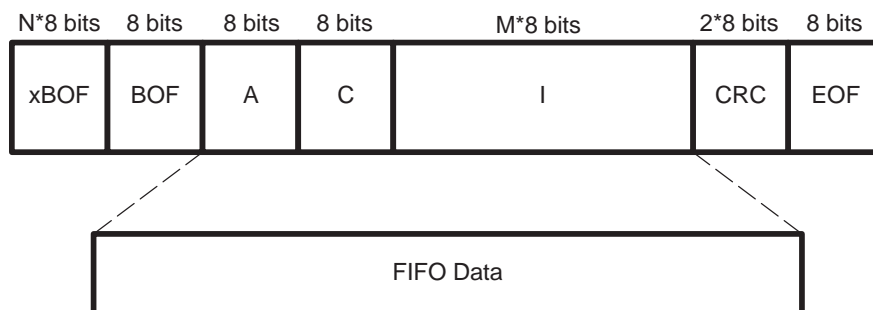 N*8 bits 8 bits 8 bits 8 bits M*8 bits 2*8 bits 8 bits
xBOF BOF A C I CRC EOF
FIFO Data